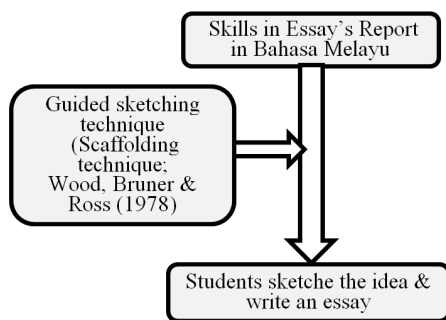 Skills in Essay's Report
in Bahasa Melayu
Guided sketching
technique
(Scaffolding
technique;
Wood, Bruner &
Ross (1978)
Students sketche the idea &
write an essay